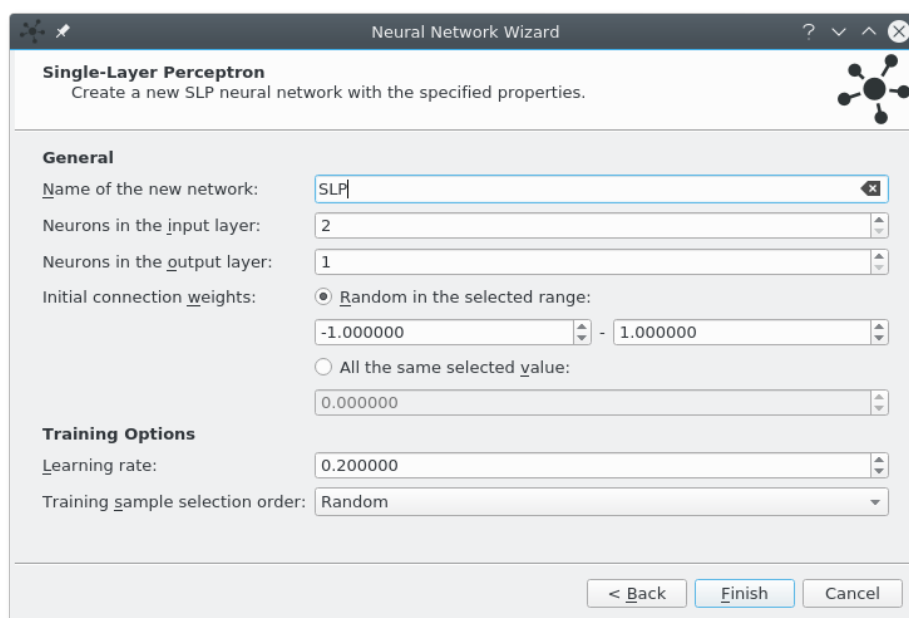 Neural Network Wizard
Single-Layer Perceptron
Create a new SLP neural network with the specified properties.
General
Name of the new network: SLP
Neurons in the input layer: 2
Neurons in the output layer: 1
Initial connection weights: Random in the selected range:
-1.000000 - 1.000000
All the same selected value:
0.000000
Training Options
Learning rate: 0.200000
Training sample selection order: Random
< Back Finish Cancel